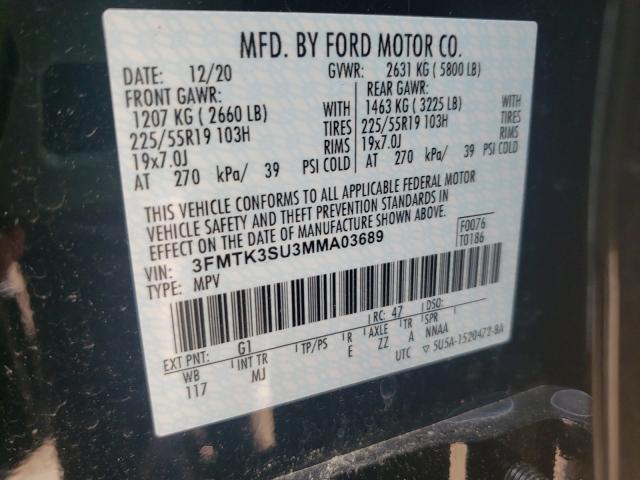 MFD. BY FORD MOTOR CO.
DATE: 12/20 GVWR: 2631 KG ( 5800 LB)
FRONT GAWR: REAR GAWR:
1207 KG ( 2660 LB) WITH 1463 KG ( 3225 LB) WITH
225/55R19 103H TIRES 225/55R19 103H TIRES
19x7.0J RIMS 19x7.0J RIMS
AT 270 kPa/ 39 PSI COLD AT 270 kPa/ 39 PSI COLD
THIS VEHICLE CONFORMS TO ALL APPLICABLE FEDERAL MOTOR
VEHICLE SAFETY AND THEFT PREVENTION STANDARDS IN
EFFECT ON THE DATE OF MANUFACTURE SHOWN ABOVE.
F0076
T0186
VIN: 3FMTK3SU3MMA03689
TYPE: MPV
EXT PNT: G1 RC: 47 DSO:
WB INT TR TP/PS R AXLE TR SPR
117 MJ E ZZ A NNAA
UTC ▽ 5U5A-1520472-BA